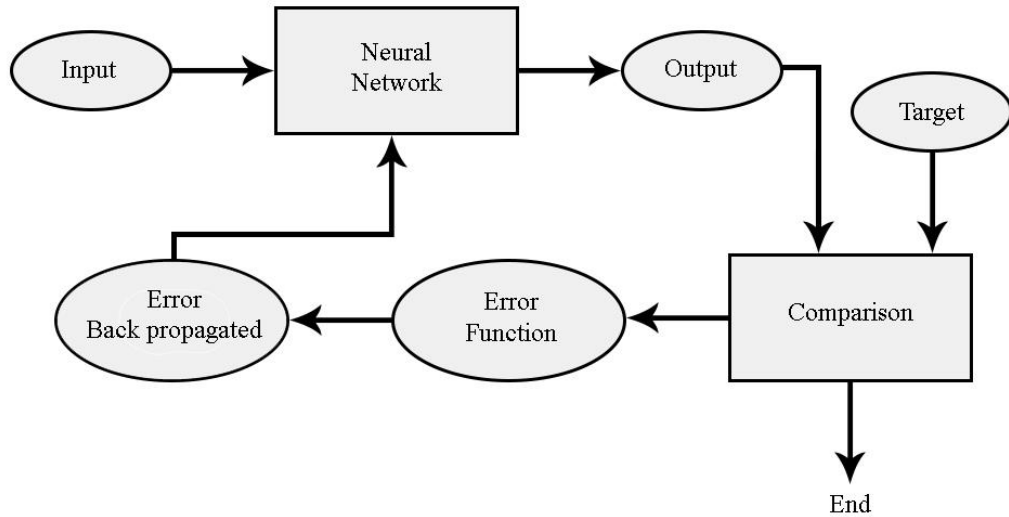 Input
Neural
Network
Output
Target
Error
Back propagated
Error
Function
Comparison
End